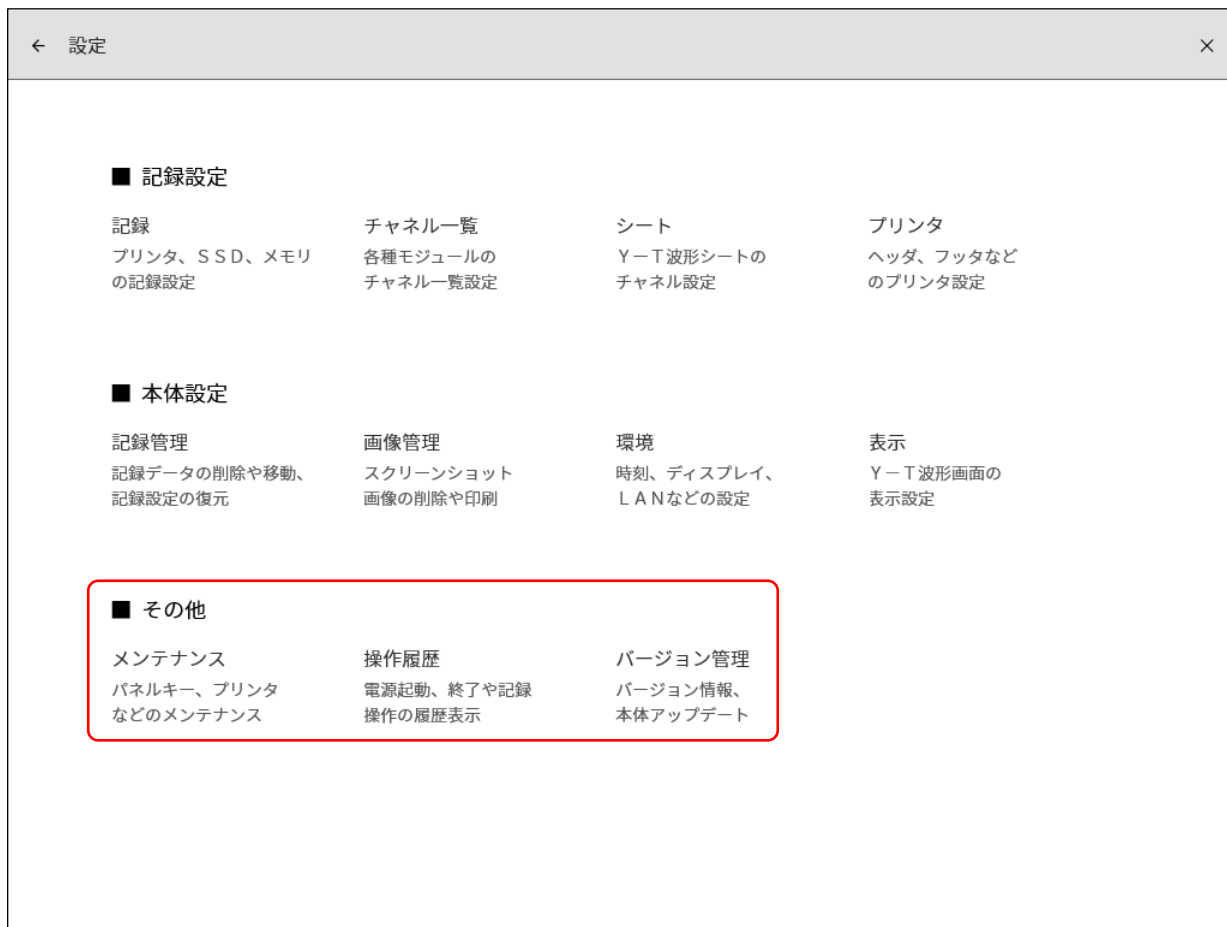 ← 設定 ×
■ 記録設定
記録 チャネル一覧 シート プリンタ
プリンタ、ＳＳＤ、メモリ 各種モジュールの Ｙ－Ｔ波形シートの ヘッダ、フッタなど
の記録設定 チャネル一覧設定 チャネル設定 のプリンタ設定
■ 本体設定
記録管理 画像管理 環境 表示
記録データの削除や移動、 スクリーンショット 時刻、ディスプレイ、 Ｙ－Ｔ波形画面の
記録設定の復元 画像の削除や印刷 ＬＡＮなどの設定 表示設定
■ その他
メンテナンス 操作履歴 バージョン管理
パネルキー、プリンタ 電源起動、終了や記録 バージョン情報、
などのメンテナンス 操作の履歴表示 本体アップデート